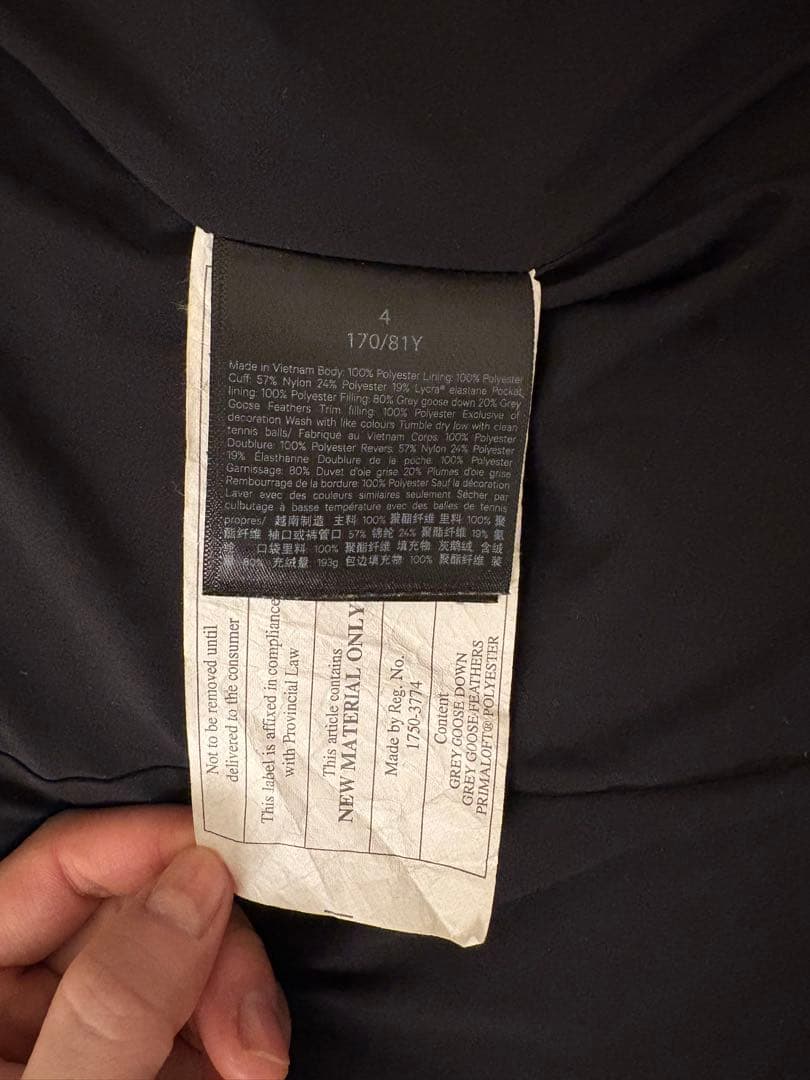 4
170/81Y
Made in Vietnam Body: 100% Polyester Lining: 100% Polyester
Cuff: 57% Nylon 24% Polyester 19% Lycra® elastane Pocket
lining: 100% Polyester Filling: 80% Grey goose down 20% Grey
Goose Feathers Trim filling: 100% Polyester Exclusive of
decoration Wash with like colours Tumble dry low with clean
tennis balls/ Fabriqué au Vietnam Corps: 100% Polyester
Doublure: 100% Polyester Revers: 57% Nylon 24% Polyester
19% Élasthanne Doublure de la poche: 100% Polyester
Garnissage: 80% Duvet d'oie grise 20% Plumes d'oie grise
Rembourrage de la bordure: 100% Polyester Sauf la décoration
Laver avec des couleurs similaires seulement Sécher par
culbutage à basse température avec des balles de tennis
propres/ 越南制造 主料 100% 聚酯纤维 里料 100% 聚
酯纤维 袖口或裤管口 57% 锦纶 24% 聚酯纤维 19% 氨
纶 口袋里料 100% 聚酯纤维 填充物 灰鹅绒 含绒
80% 充绒量 193g 包边填充物 100% 聚酯纤维 装
Not to be removed until
delivered to the consumer
This label is affixed in compliance
with Provincial Law
This article contains
NEW MATERIAL ONLY
Made by Reg. No.
1750-3774
Content
GREY GOOSE DOWN
GREY GOOSE FEATHERS
PRIMALOFT® POLYESTER